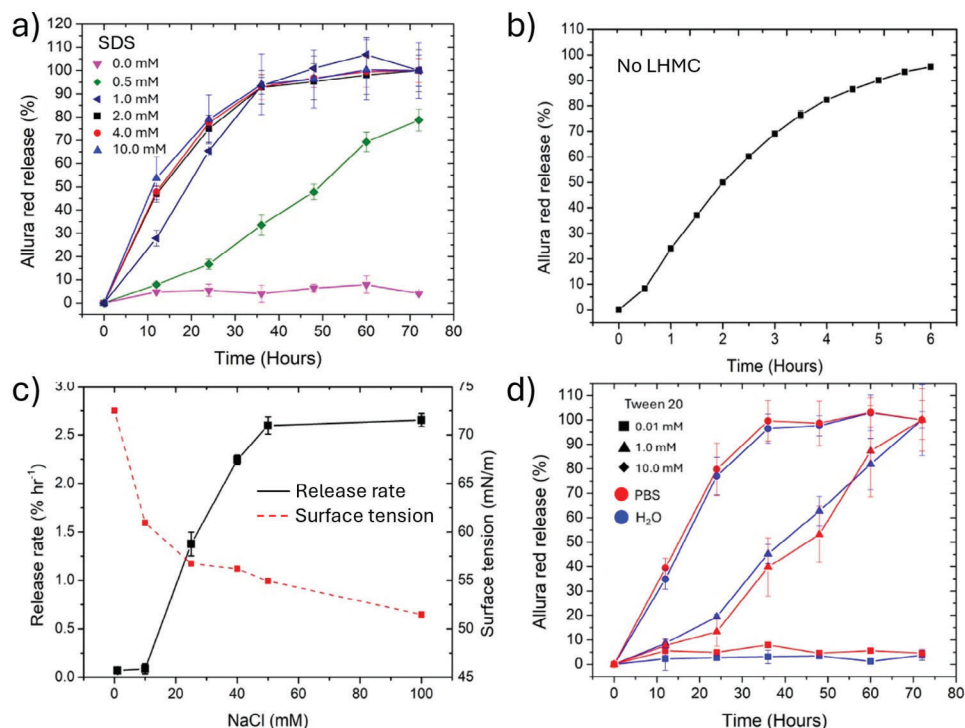 a)
SDS
0.0 mM
0.5 mM
1.0 mM
2.0 mM
4.0 mM
10.0 mM
120
110
100
90
80
70
60
50
40
30
20
10
0
Allura red release (%)
0 10 20 30 40 50 60 70 80
Time (Hours)
b)
No LHMC
110
100
90
80
70
60
50
40
30
20
10
0
Allura red release (%)
0 1 2 3 4 5 6
Time (Hours)
c)
3.0
2.5
2.0
1.5
1.0
0.5
0.0
Release rate (% hr⁻¹)
Release rate
Surface tension
75
70
65
60
55
50
45
Surface tension (mN/m)
0 20 40 60 80 100
NaCl (mM)
d)
Tween 20
0.01 mM
1.0 mM
10.0 mM
PBS
H₂O
110
100
90
80
70
60
50
40
30
20
10
0
Allura red release (%)
0 10 20 30 40 50 60 70 80
Time (Hours)